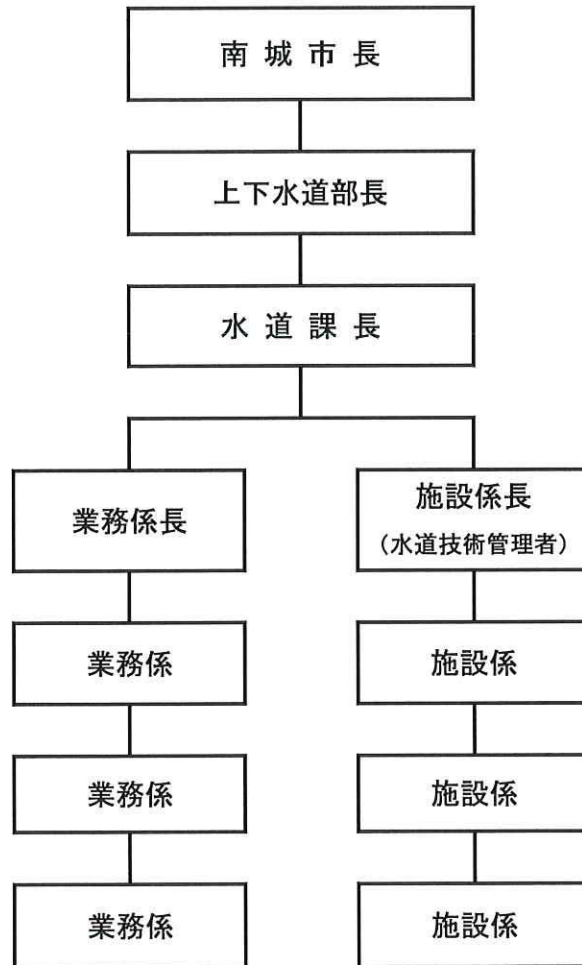 南城市長
上下水道部長
水道課長
業務係長
施設係長
（水道技術管理者）
業務係
施設係
業務係
施設係
業務係
施設係